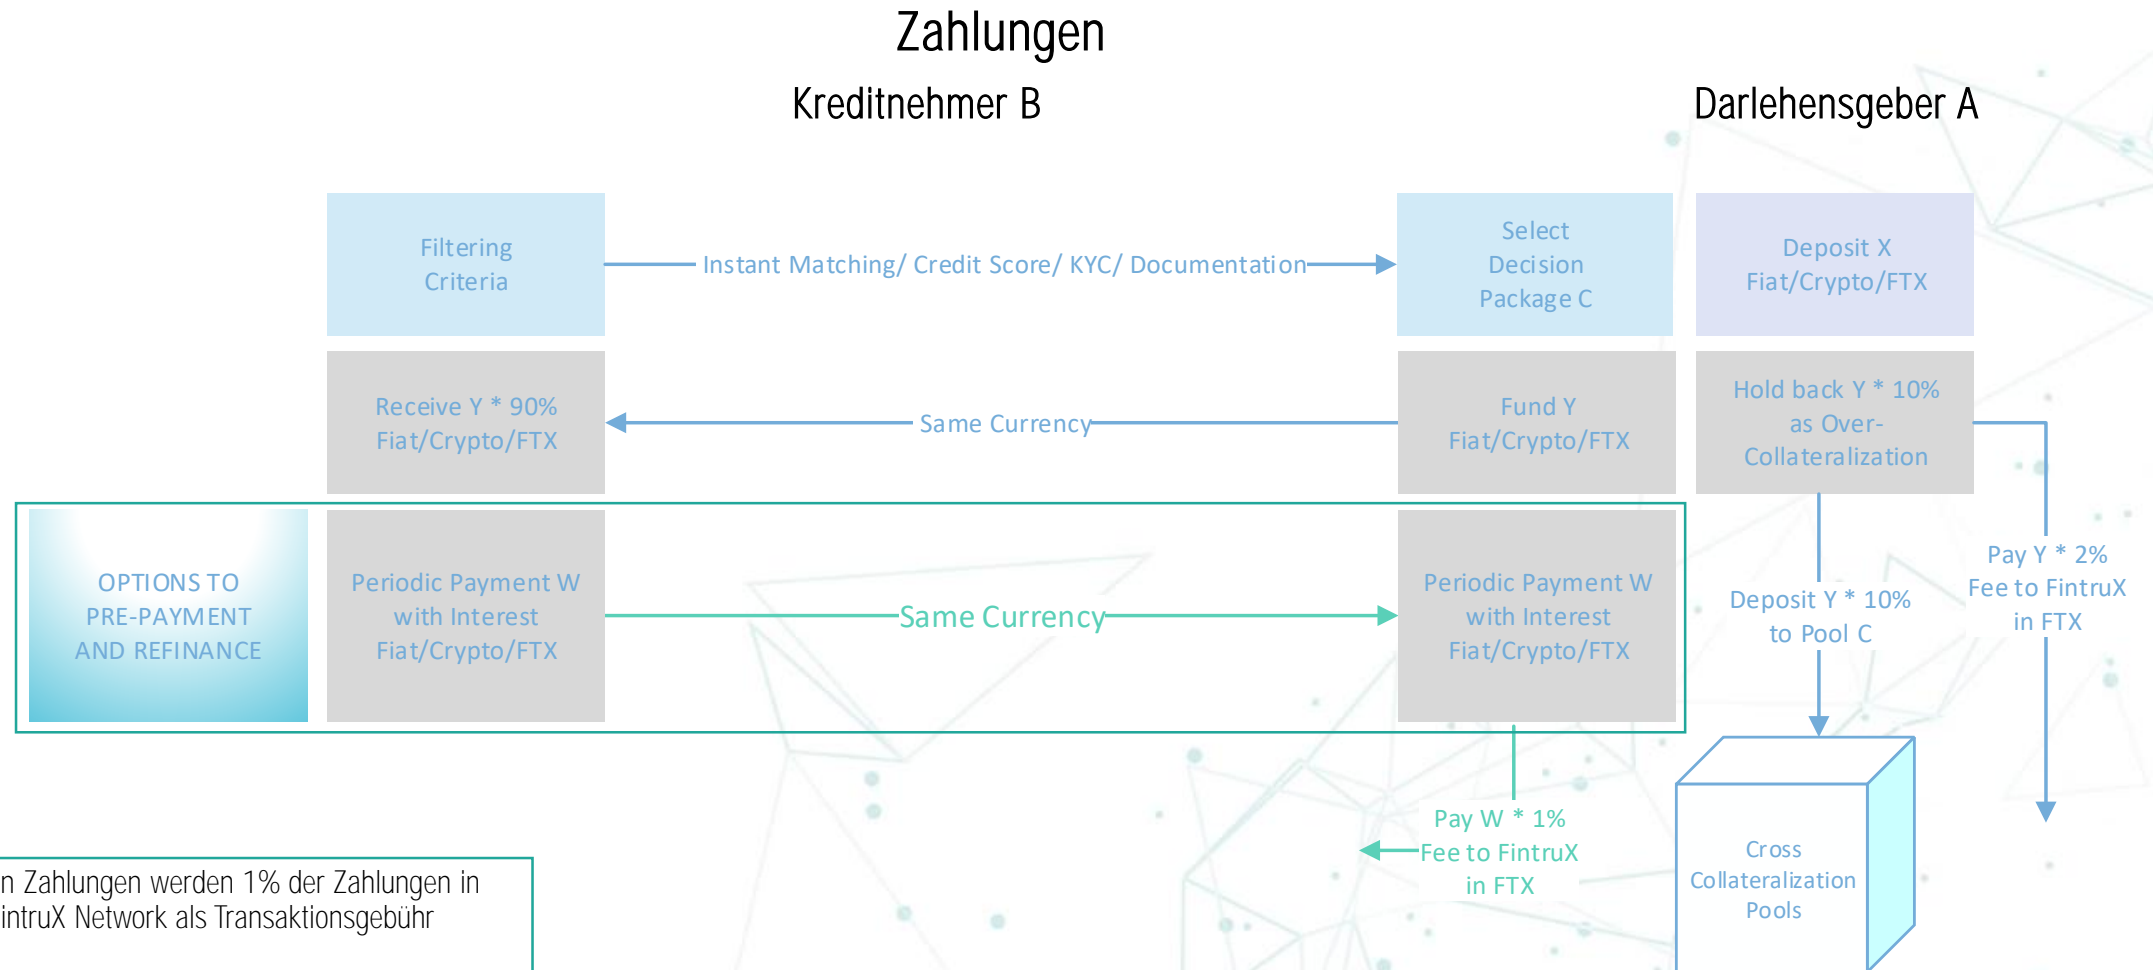 Zahlungen
Kreditnehmer B
Darlehensgeber A
Filtering
Criteria
Instant Matching/ Credit Score/ KYC/ Documentation
Select
Decision
Package C
Deposit X
Fiat/Crypto/FTX
Receive Y * 90%
Fiat/Crypto/FTX
Same Currency
Fund Y
Fiat/Crypto/FTX
Hold back Y * 10%
as Over-
Collateralization
OPTIONS TO
PRE-PAYMENT
AND REFINANCE
Periodic Payment W
with Interest
Fiat/Crypto/FTX
Same Currency
Periodic Payment W
with Interest
Fiat/Crypto/FTX
Deposit Y * 10%
to Pool C
Pay Y * 2%
Fee to FintruX
in FTX
Pay W * 1%
Fee to FintruX
in FTX
Cross
Collateralization
Pools
n Zahlungen werden 1% der Zahlungen in
intruX Network als Transaktionsgebühr